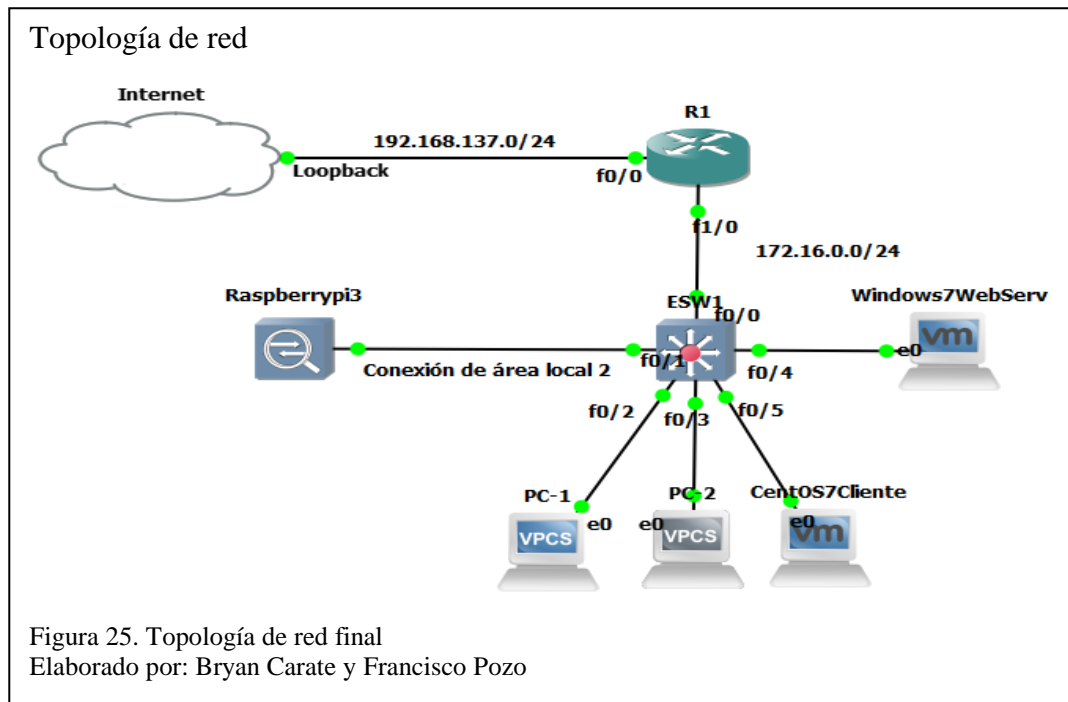 Topología de red
Internet
R1
192.168.137.0/24
Loopback
f0/0
f1/0
172.16.0.0/24
Raspberrypi3
ESW1
Windows7WebServ
f0/0
vm
e0
f0/1
Conexión de área local 2
f0/4
f0/2
f0/3
f0/5
PC-1
PC-2
CentOS7Cliente
e0
e0
e0
VPCS
VPCS
vm
Figura 25. Topología de red final
Elaborado por: Bryan Carate y Francisco Pozo